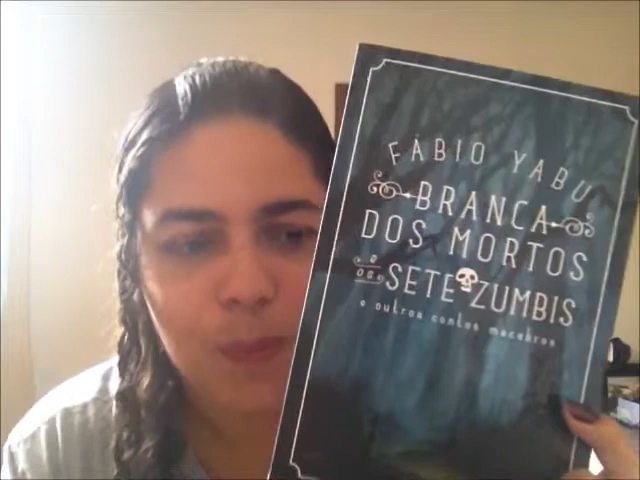 FÁBIO YABU
BRANCA
DOS MORTOS
E OS
SETE ZUMBIS
e outros contos macabros